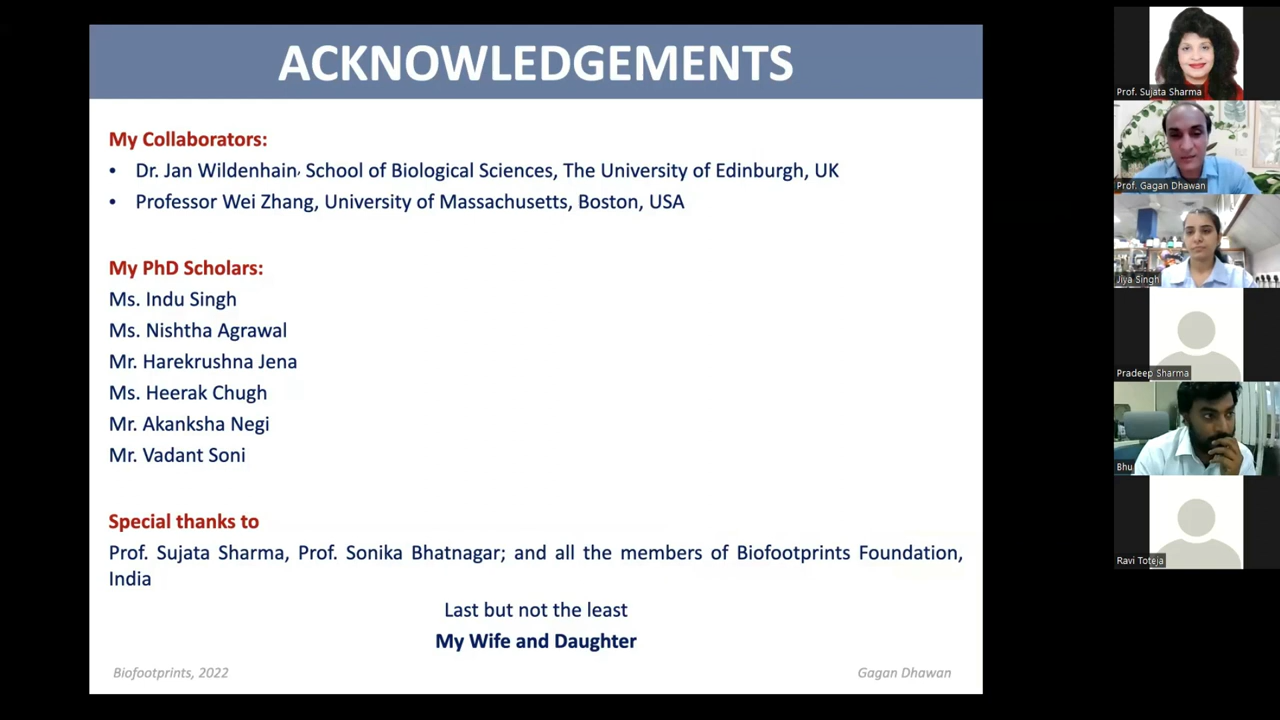 ACKNOWLEDGEMENTS
My Collaborators:
• Dr. Jan Wildenhain, School of Biological Sciences, The University of Edinburgh, UK
• Professor Wei Zhang, University of Massachusetts, Boston, USA
My PhD Scholars:
Ms. Indu Singh
Ms. Nishtha Agrawal
Mr. Harekrushna Jena
Ms. Heerak Chugh
Mr. Akanksha Negi
Mr. Vadant Soni
Special thanks to
Prof. Sujata Sharma, Prof. Sonika Bhatnagar; and all the members of Biofootprints Foundation,
India
Last but not the least
My Wife and Daughter
Biofootprints, 2022
Gagan Dhawan
Prof. Sujata Sharma
Prof. Gagan Dhawan
Jiya Singh
Pradeep Sharma
Bhu
Ravi Toteja